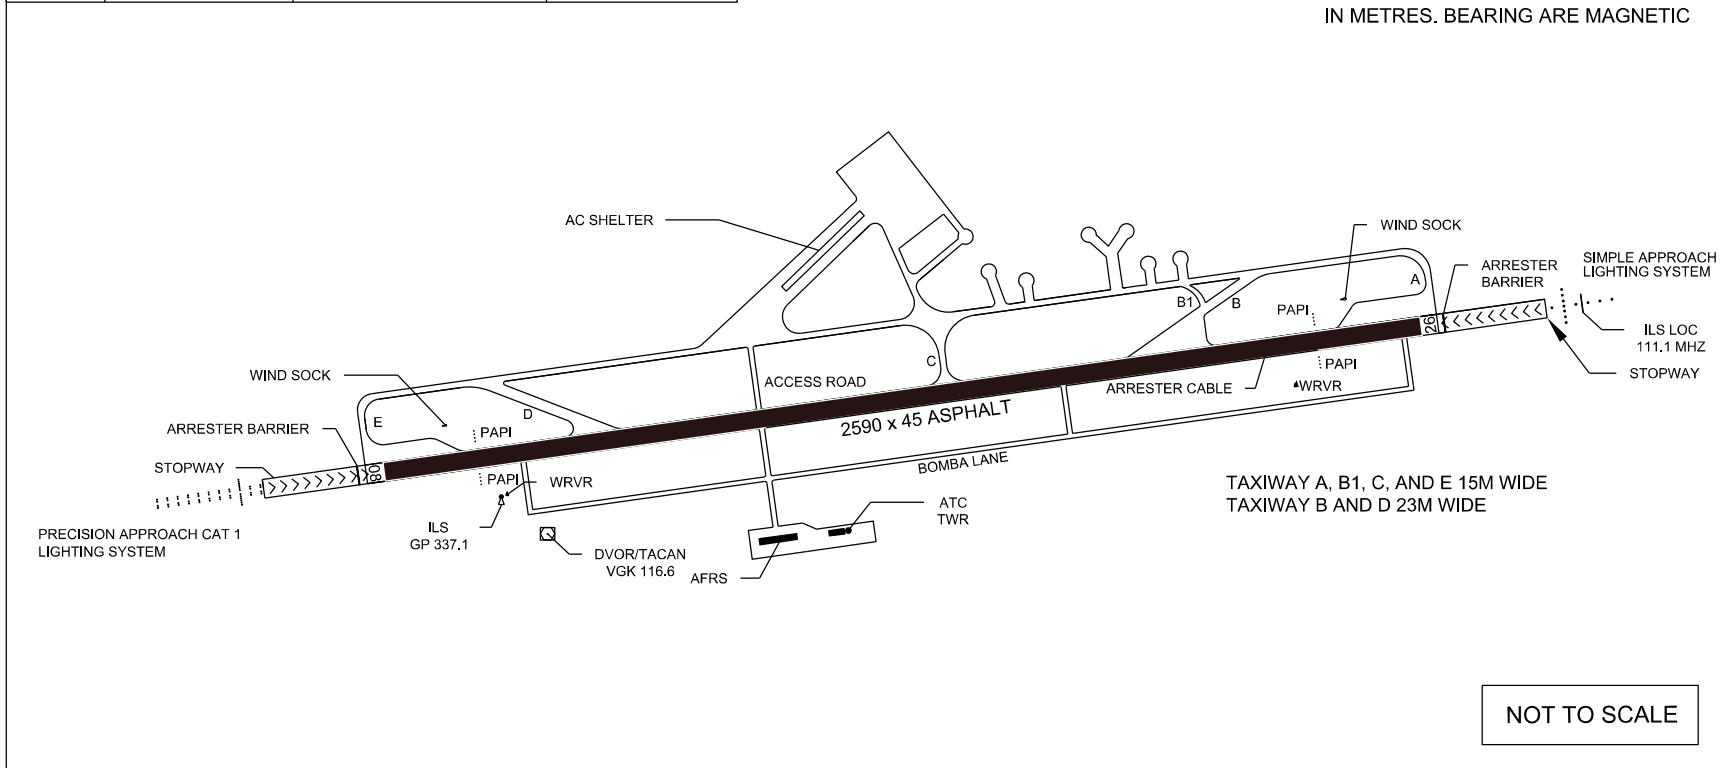 IN METRES. BEARING ARE MAGNETIC
AC SHELTER
WIND SOCK
ARRESTER
BARRIER
SIMPLE APPROACH
LIGHTING SYSTEM
A
B1
B
PAPI
26
ILS LOC
111.1 MHZ
C
PAPI
STOPWAY
WIND SOCK
ACCESS ROAD
ARRESTER CABLE
WRVR
E
D
2590 x 45 ASPHALT
ARRESTER BARRIER
PAPI
STOPWAY
08
BOMBA LANE
PAPI
WRVR
TAXIWAY A, B1, C, AND E 15M WIDE
TAXIWAY B AND D 23M WIDE
ATC
TWR
PRECISION APPROACH CAT 1
LIGHTING SYSTEM
ILS
GP 337.1
DVOR/TACAN
VGK 116.6
AFRS
NOT TO SCALE